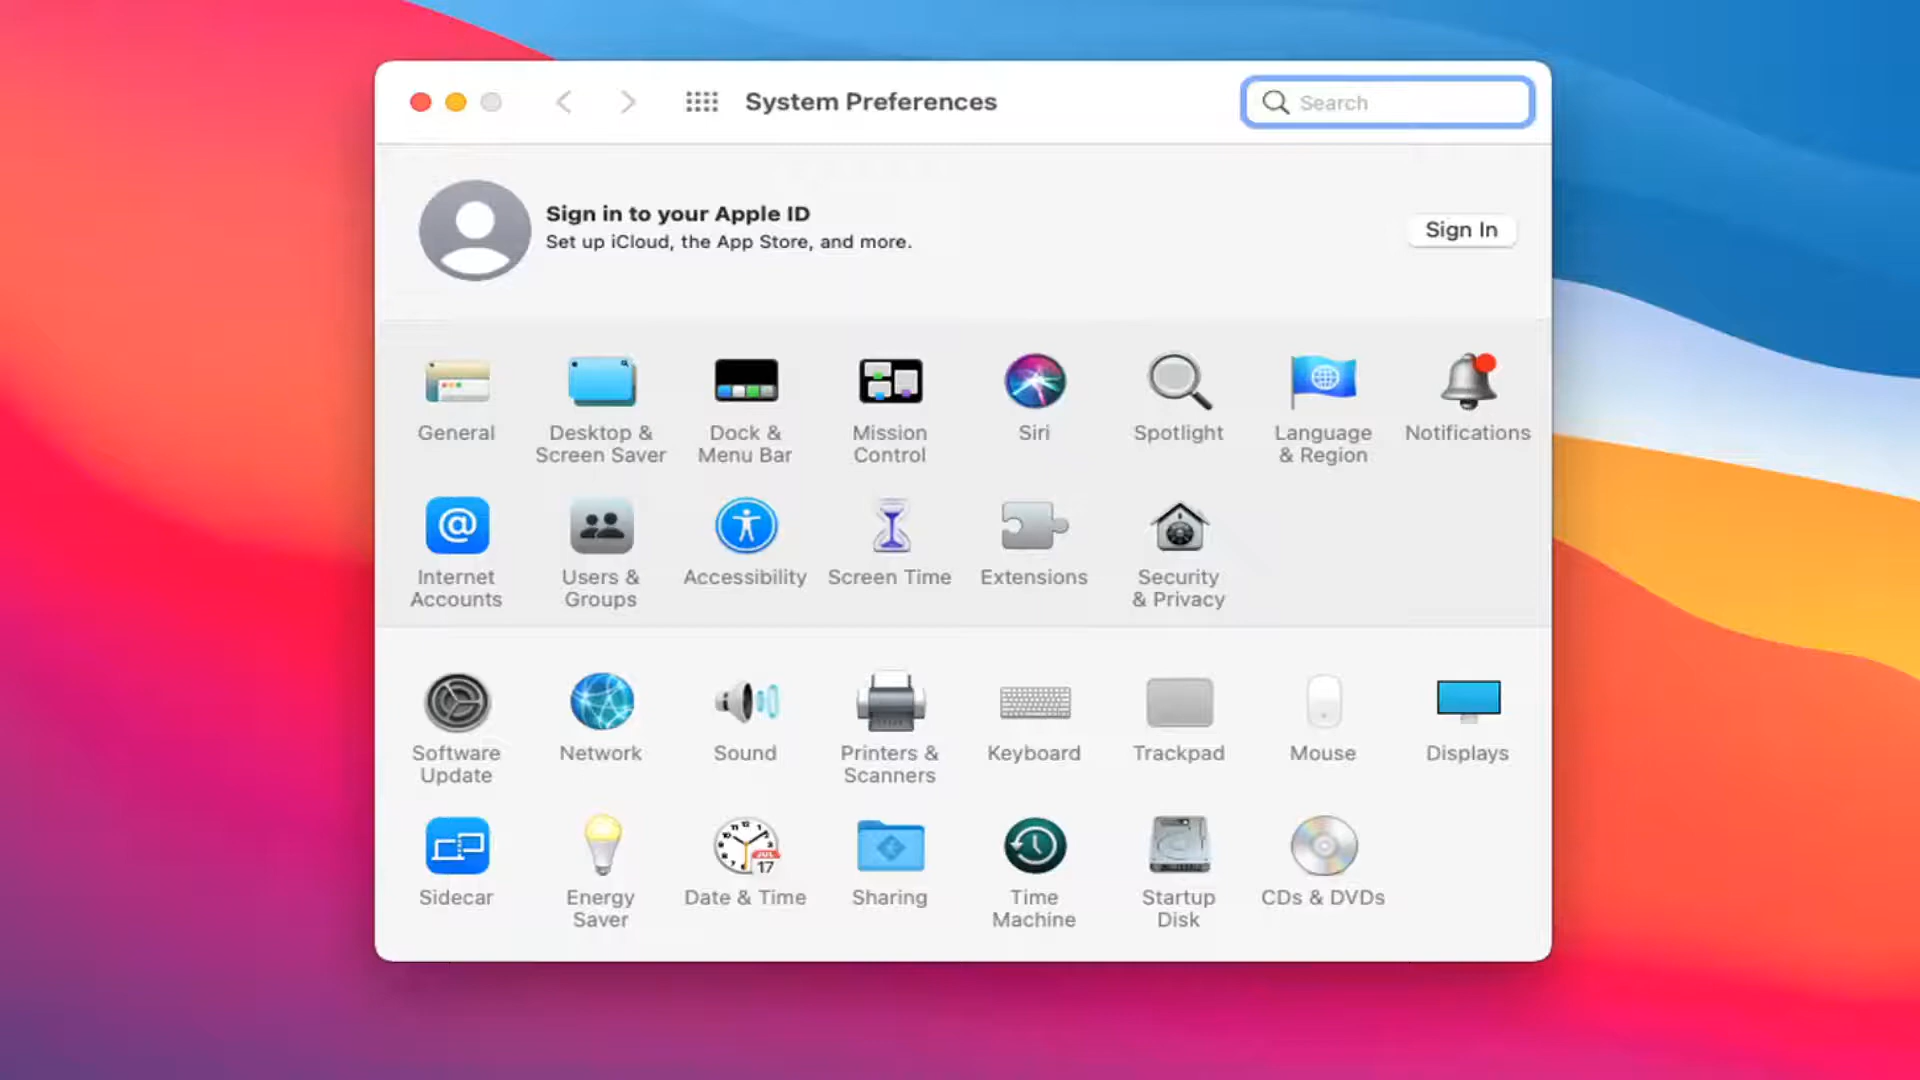 System Preferences
Search
Sign in to your Apple ID
Set up iCloud, the App Store, and more.
Sign In
General
Desktop &
Screen Saver
Dock &
Menu Bar
Mission
Control
Siri
Spotlight
Language
& Region
Notifications
Internet
Accounts
Users &
Groups
Accessibility
Screen Time
Extensions
Security
& Privacy
Software
Update
Network
Sound
Printers &
Scanners
Keyboard
Trackpad
Mouse
Displays
Sidecar
Energy
Saver
JUL
17
Date & Time
Sharing
Time
Machine
Startup
Disk
CDs & DVDs